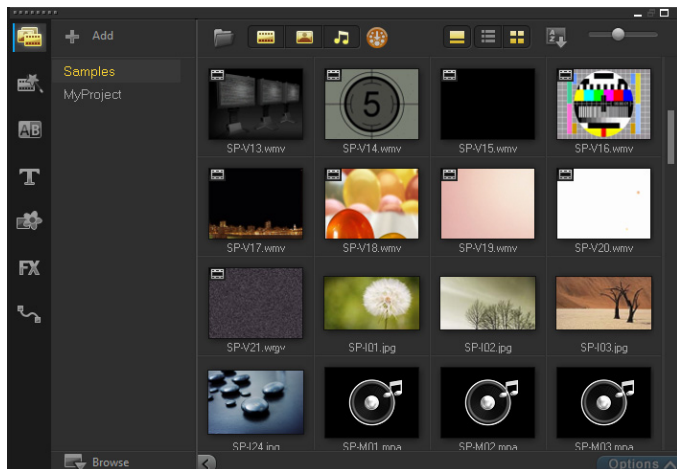 Add
Samples
MyProject
SP-V13.wmv SP-V14.wmv SP-V15.wmv SP-V16.wmv
5
SP-V17.wmv SP-V18.wmv SP-V19.wmv SP-V20.wmv
AB
T
FX
SP-V21.wmv SP-I01.jpg SP-I02.jpg SP-I03.jpg
SP-I24.jpg SP-M01.mpa SP-M02.mpa SP-M03.mpa
Browse
Options